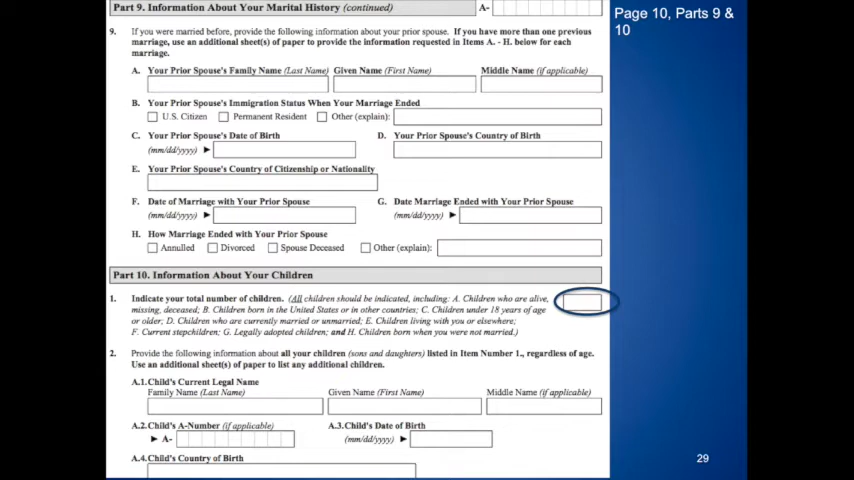 Part 9. Information About Your Marital History (continued)
A-
Page 10, Parts 9 &
10
9. If you were married before, provide the following information about your prior spouse. If you have more than one previous
marriage, use an additional sheet(s) of paper to provide the information requested in Items A. - H. below for each
marriage.
A. Your Prior Spouse's Family Name (Last Name) Given Name (First Name) Middle Name (if applicable)
B. Your Prior Spouse's Immigration Status When Your Marriage Ended
U.S. Citizen Permanent Resident Other (explain):
C. Your Prior Spouse's Date of Birth D. Your Prior Spouse's Country of Birth
(mm/dd/yyyy) ►
E. Your Prior Spouse's Country of Citizenship or Nationality
F. Date of Marriage with Your Prior Spouse G. Date Marriage Ended with Your Prior Spouse
(mm/dd/yyyy) ► (mm/dd/yyyy) ►
H. How Marriage Ended with Your Prior Spouse
Annulled Divorced Spouse Deceased Other (explain):
Part 10. Information About Your Children
1. Indicate your total number of children. (All children should be indicated, including: A. Children who are alive,
missing, deceased; B. Children born in the United States or in other countries; C. Children under 18 years of age
or older; D. Children who are currently married or unmarried; E. Children living with you or elsewhere;
F. Current stepchildren; G. Legally adopted children; and H. Children born when you were not married.)
2. Provide the following information about all your children (sons and daughters) listed in Item Number 1., regardless of age.
Use an additional sheet(s) of paper to list any additional children.
A.1. Child's Current Legal Name
Family Name (Last Name) Given Name (First Name) Middle Name (if applicable)
A.2. Child's A-Number (if applicable) A.3. Child's Date of Birth
► A- (mm/dd/yyyy) ►
A.4. Child's Country of Birth
29